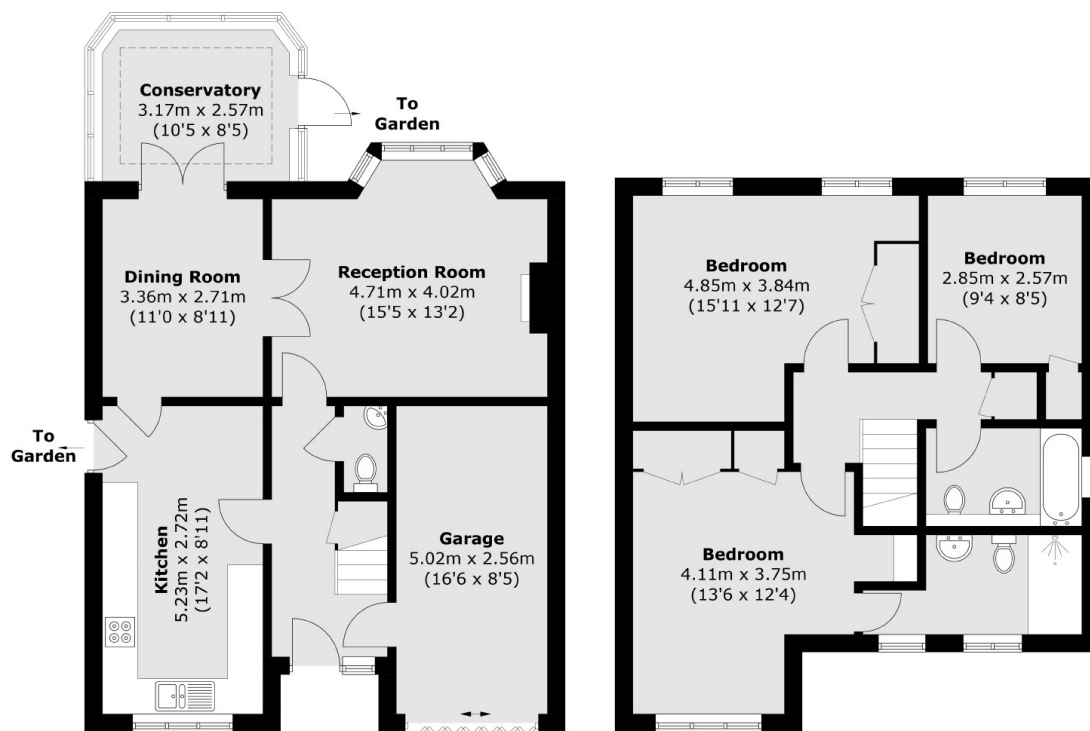 Conservatory
3.17m x 2.57m
(10'5 x 8'5)
To
Garden
Dining Room
3.36m x 2.71m
(11'0 x 8'11)
Reception Room
4.71m x 4.02m
(15'5 x 13'2)
To
Garden
Kitchen
5.23m x 2.72m
(17'2 x 8'11)
Garage
5.02m x 2.56m
(16'6 x 8'5)
Bedroom
4.85m x 3.84m
(15'11 x 12'7)
Bedroom
2.85m x 2.57m
(9'4 x 8'5)
Bedroom
4.11m x 3.75m
(13'6 x 12'4)